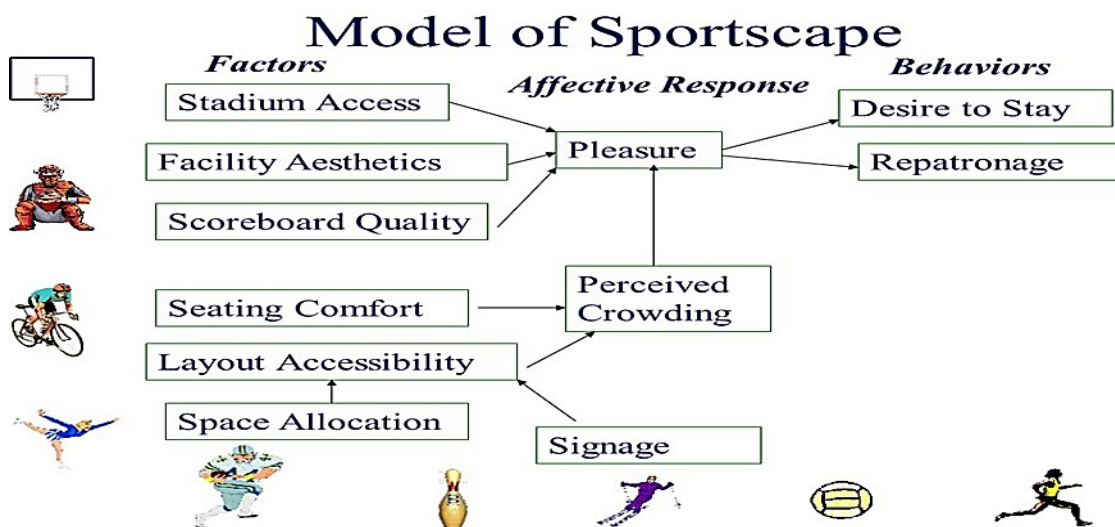 Model of Sportscape
Factors
Affective Response
Behaviors
Stadium Access
Facility Aesthetics
Scoreboard Quality
Seating Comfort
Layout Accessibility
Space Allocation
Signage
Pleasure
Perceived
Crowding
Desire to Stay
Repatronage